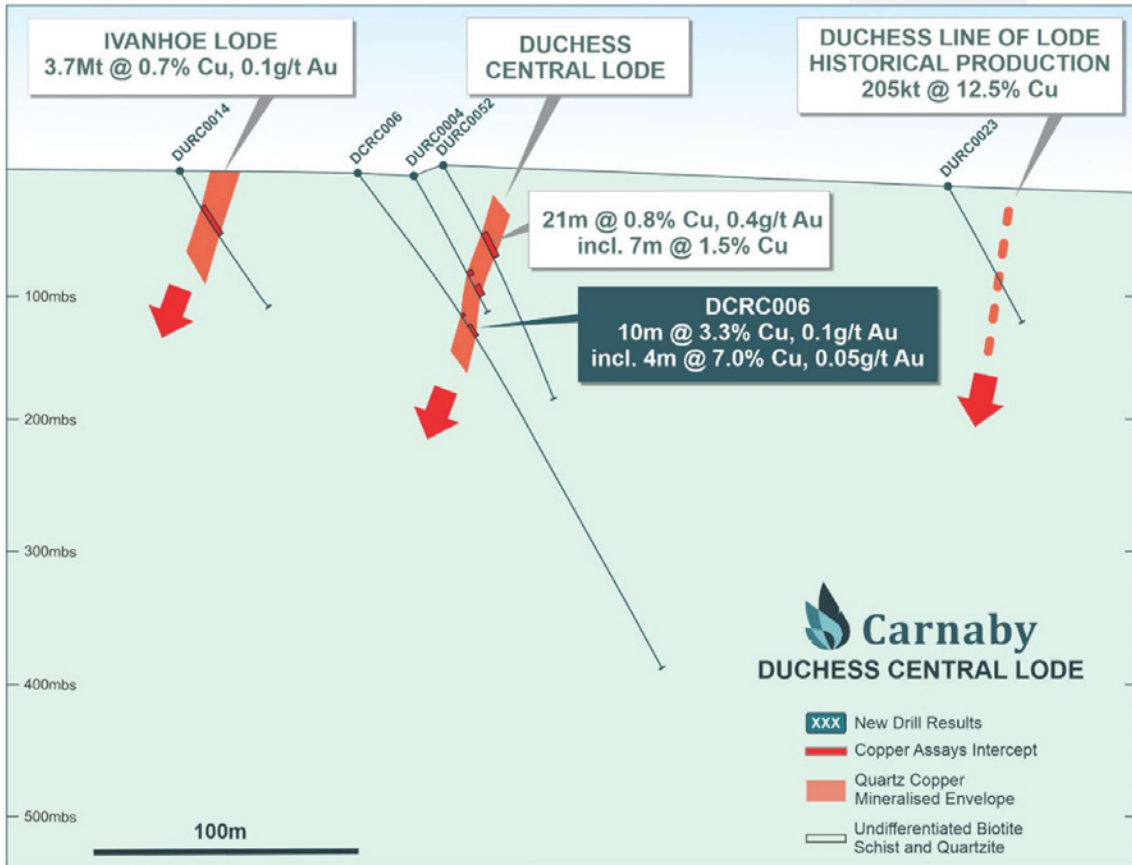 IVANHOE LODE
3.7Mt @ 0.7% Cu, 0.1g/t Au
DUCHESS
CENTRAL LODE
DUCHESS LINE OF LODE
HISTORICAL PRODUCTION
205kt @ 12.5% Cu
DURC0014
DCRC006
DURC0004
DURC0052
DURC0023
21m @ 0.8% Cu, 0.4g/t Au
incl. 7m @ 1.5% Cu
DCRC006
10m @ 3.3% Cu, 0.1g/t Au
incl. 4m @ 7.0% Cu, 0.05g/t Au
100mbs
200mbs
300mbs
400mbs
500mbs
100m
Carnaby
DUCHESS CENTRAL LODE
XXX New Drill Results
Copper Assays Intercept
Quartz Copper
Mineralised Envelope
Undifferentiated Biotite
Schist and Quartzite